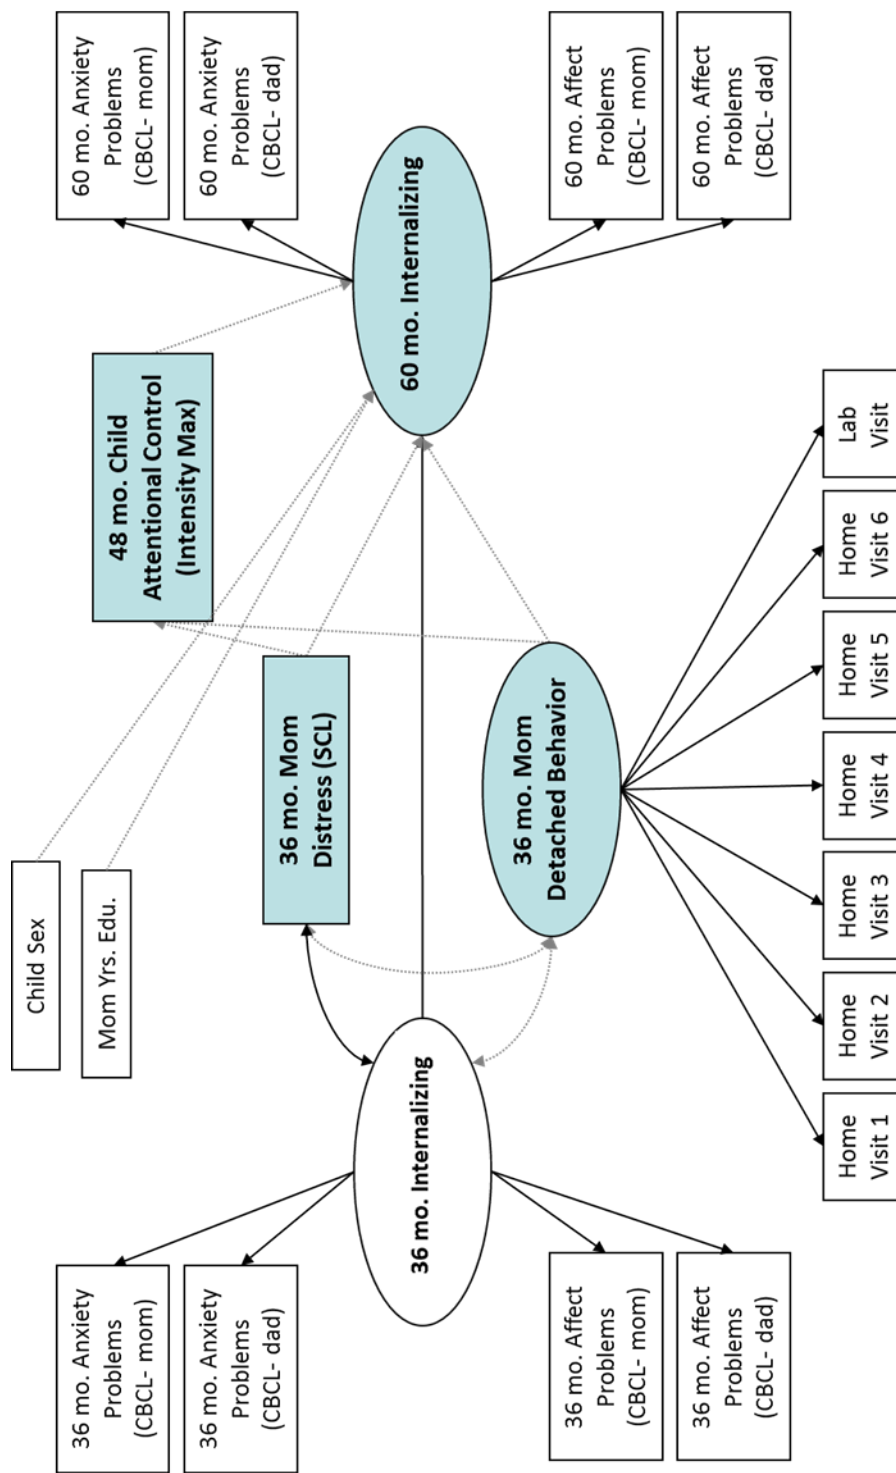 36 mo. Anxiety
Problems
(CBCL- mom)
36 mo. Anxiety
Problems
(CBCL- dad)
36 mo. Internalizing
36 mo. Affect
Problems
(CBCL- mom)
36 mo. Affect
Problems
(CBCL- dad)
Child Sex
Mom Yrs. Edu.
36 mo. Mom
Distress (SCL)
36 mo. Mom
Detached Behavior
48 mo. Child
Attentional Control
(Intensity Max)
60 mo. Anxiety
Problems
(CBCL- mom)
60 mo. Anxiety
Problems
(CBCL- dad)
60 mo. Internalizing
60 mo. Affect
Problems
(CBCL- mom)
60 mo. Affect
Problems
(CBCL- dad)
Home
Visit 1
Home
Visit 2
Home
Visit 3
Home
Visit 4
Home
Visit 5
Home
Visit 6
Lab
Visit